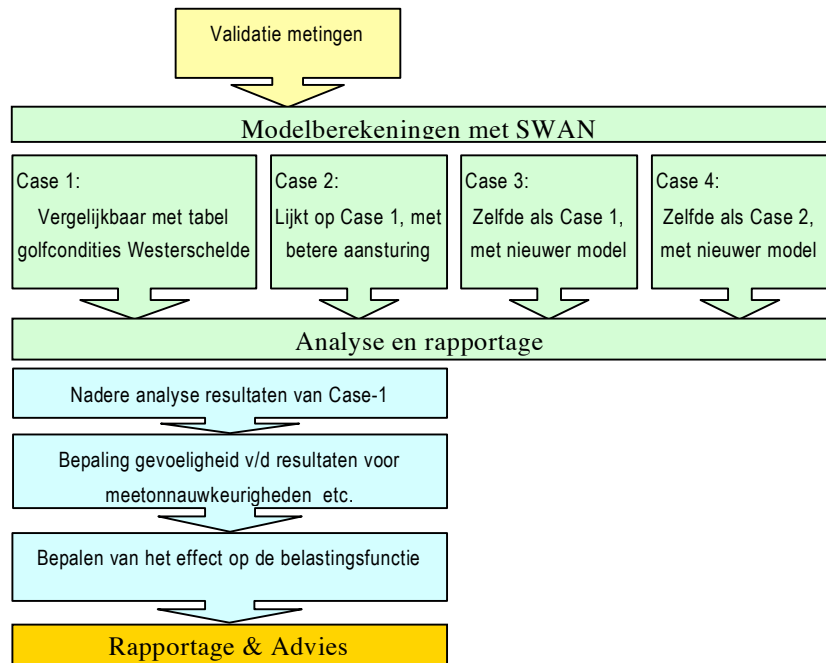 Validatie metingen
Modelberekeningen met SWAN
Case 1:
Vergelijkbaar met tabel
golfcondities Westerschelde
Case 2:
Lijkt op Case 1, met
betere aansturing
Case 3:
Zelfde als Case 1,
met nieuwer model
Case 4:
Zelfde als Case 2,
met nieuwer model
Analyse en rapportage
Nadere analyse resultaten van Case-1
Bepaling gevoeligheid v/d resultaten voor
meetonnauwkeurigheden etc.
Bepalen van het effect op de belastingsfunctie
Rapportage & Advies